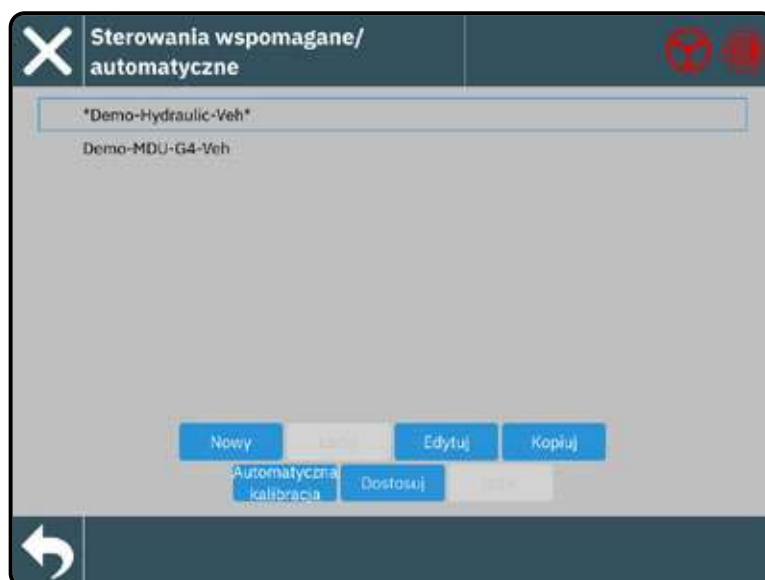 Sterowania wspomagane/
automatyczne
*Demo-Hydraulic-Veh*
Demo-MDU-G4-Veh
Nowy
Edytuj
Kopiuj
Automatyczna
kalibracja
Dostosuj